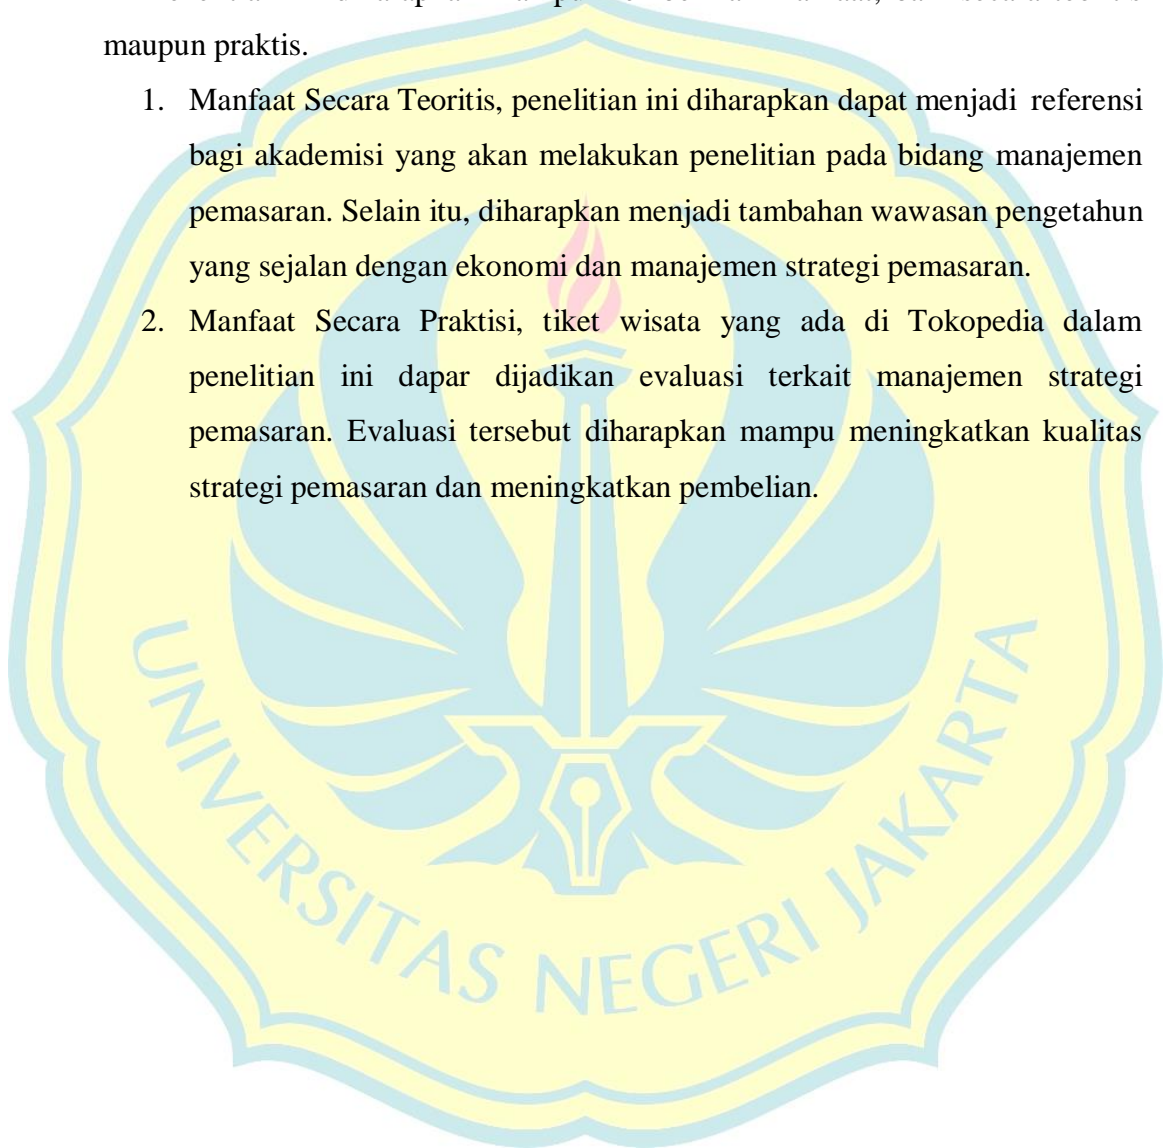 maupun praktis.
1. Manfaat Secara Teoritis, penelitian ini diharapkan dapat menjadi referensi
bagi akademisi yang akan melakukan penelitian pada bidang manajemen
pemasaran. Selain itu, diharapkan menjadi tambahan wawasan pengetahun
yang sejalan dengan ekonomi dan manajemen strategi pemasaran.
2. Manfaat Secara Praktisi, tiket wisata yang ada di Tokopedia dalam
penelitian ini dapar dijadikan evaluasi terkait manajemen strategi
pemasaran. Evaluasi tersebut diharapkan mampu meningkatkan kualitas
strategi pemasaran dan meningkatkan pembelian.
UNIVERSITAS NEGERI JAKARTA